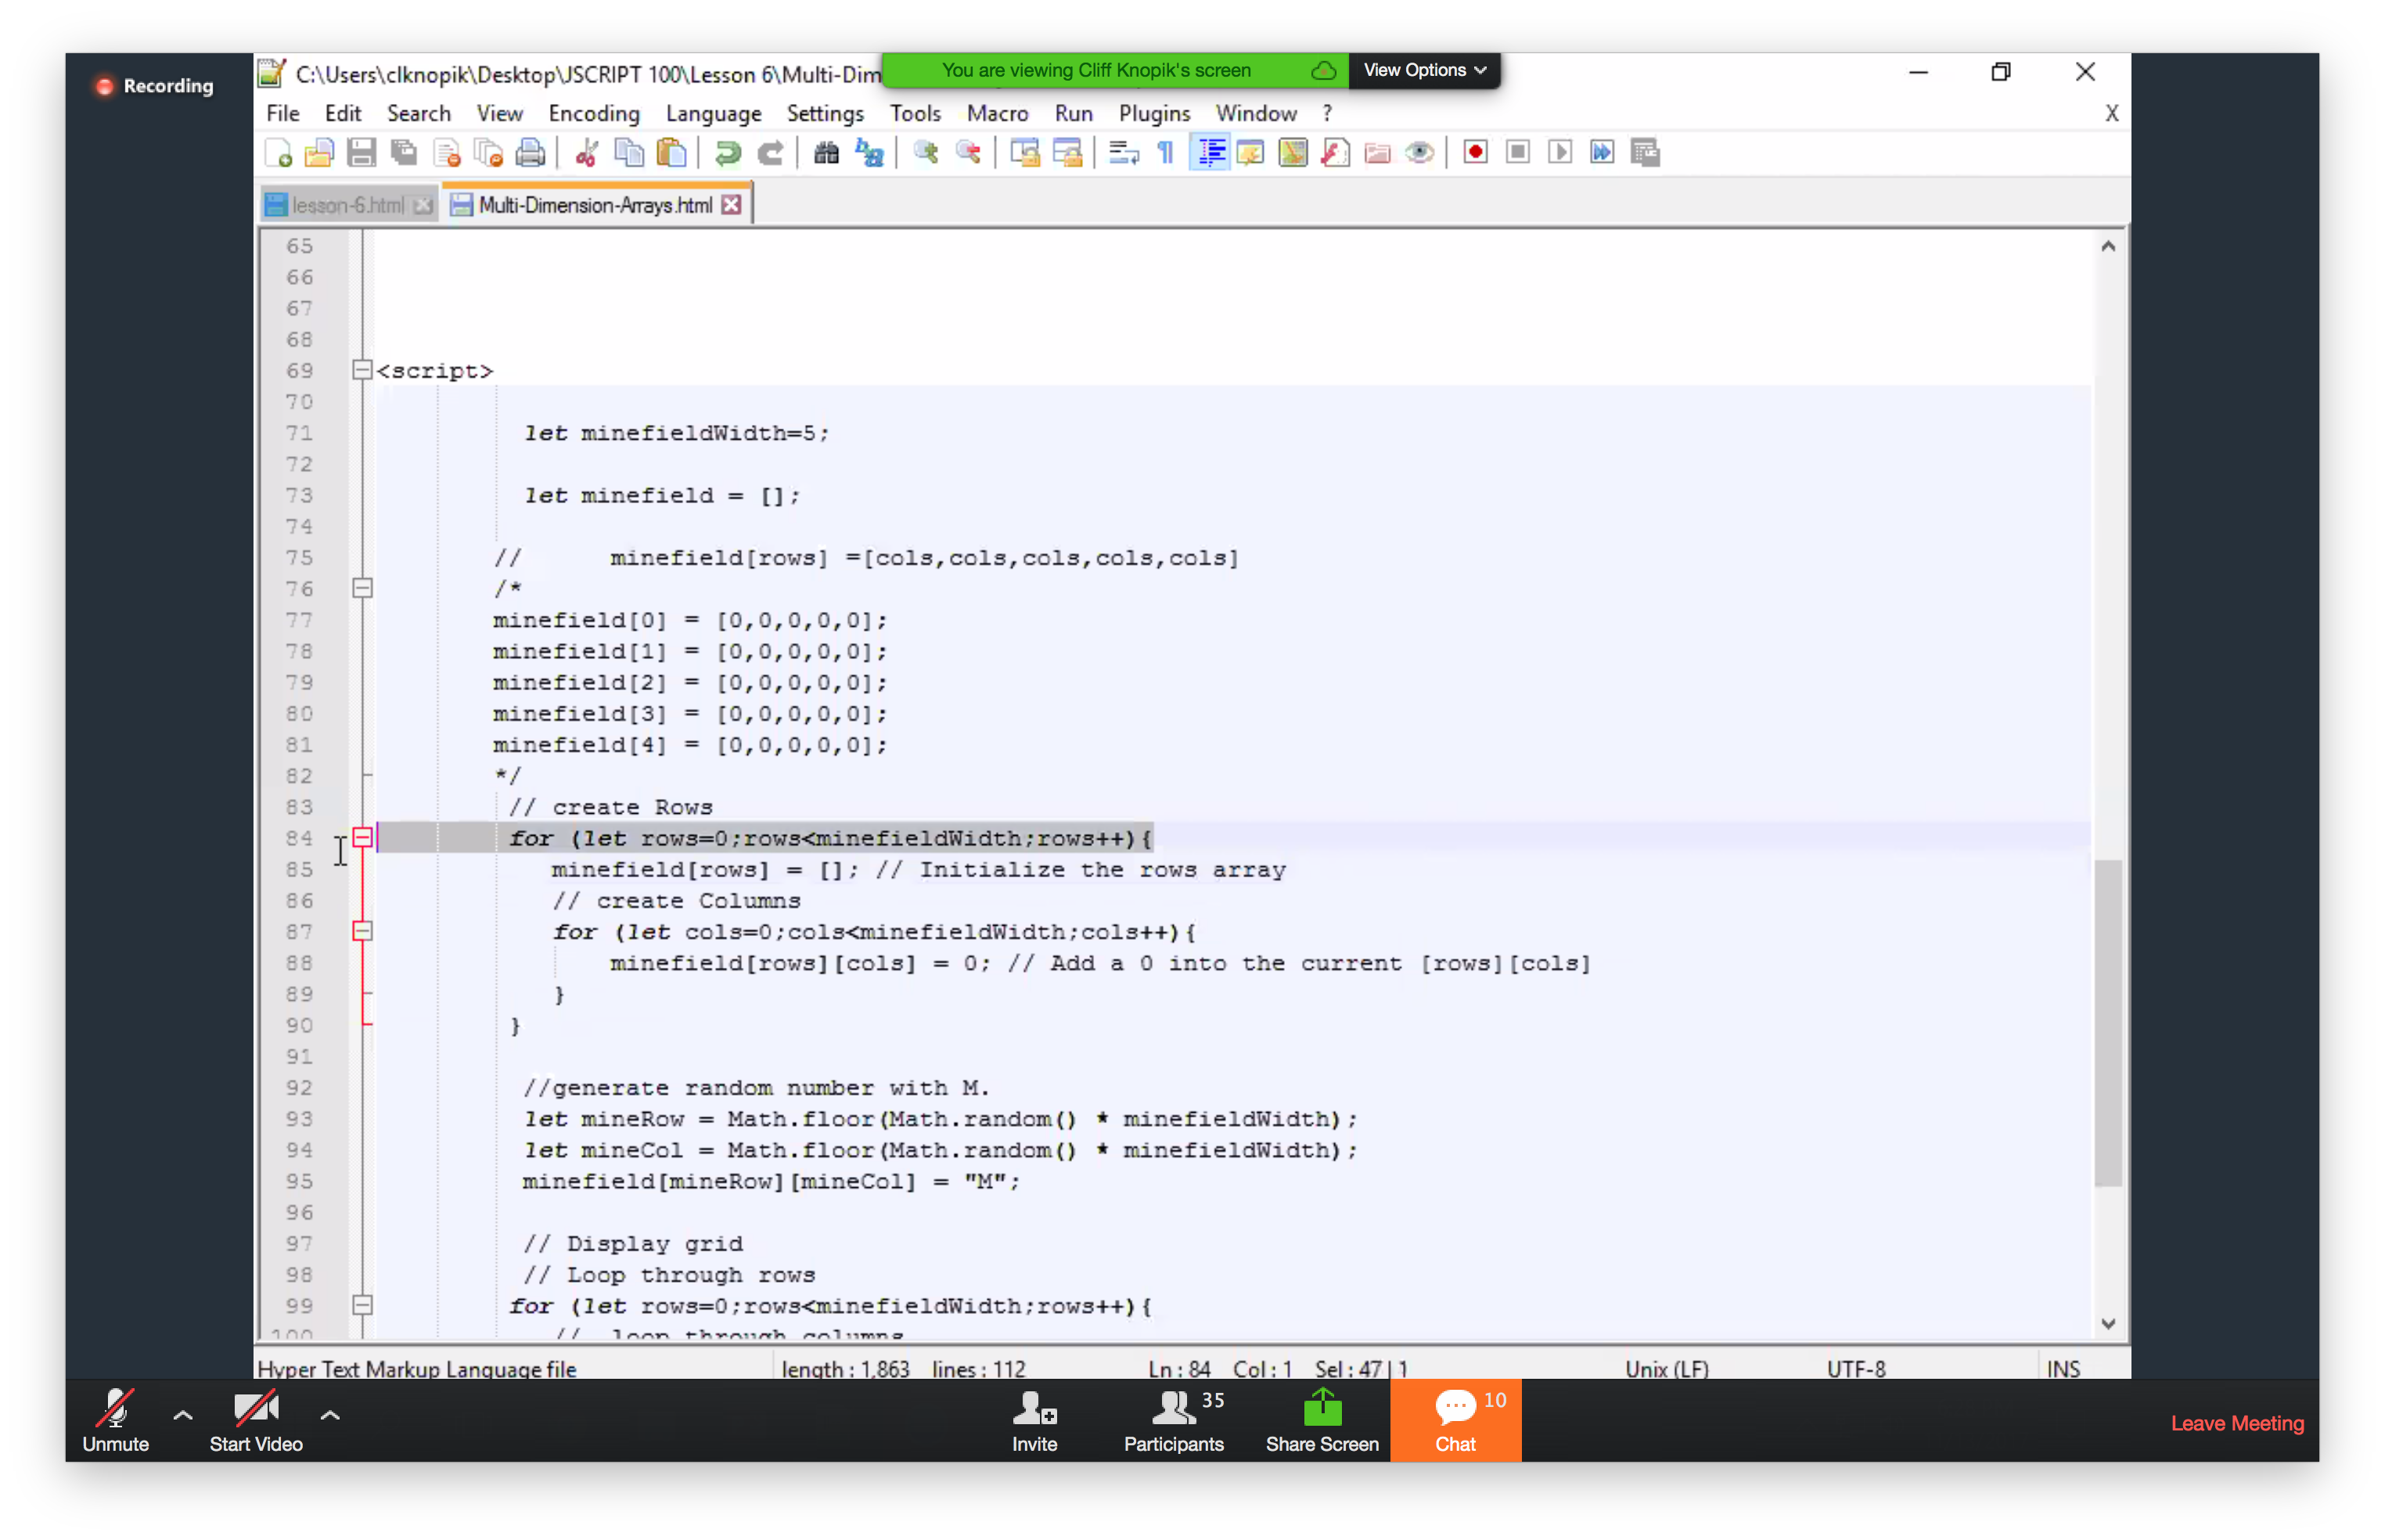 Recording
C:\Users\clknopik\Desktop\JSCRIPT 100\Lesson 6\Multi-Dim
You are viewing Cliff Knopik's screen
View Options
File Edit Search View Encoding Language Settings Tools Macro Run Plugins Window ? X
lesson-6.html Multi-Dimension-Arrays.html
65
66
67
68
69 <script>
70
71 let minefieldWidth=5;
72
73 let minefield = [];
74
75 // minefield[rows] =[cols,cols,cols,cols,cols]
76 /*
77 minefield[0] = [0,0,0,0,0];
78 minefield[1] = [0,0,0,0,0];
79 minefield[2] = [0,0,0,0,0];
80 minefield[3] = [0,0,0,0,0];
81 minefield[4] = [0,0,0,0,0];
82 */
83 // create Rows
84 for (let rows=0;rows<minefieldWidth;rows++){
85 minefield[rows] = []; // Initialize the rows array
86 // create Columns
87 for (let cols=0;cols<minefieldWidth;cols++){
88 minefield[rows][cols] = 0; // Add a 0 into the current [rows][cols]
89 }
90 }
91
92 //generate random number with M.
93 let mineRow = Math.floor(Math.random() * minefieldWidth);
94 let mineCol = Math.floor(Math.random() * minefieldWidth);
95 minefield[mineRow][mineCol] = "M";
96
97 // Display grid
98 // Loop through rows
99 for (let rows=0;rows<minefieldWidth;rows++){
100 // loop through columns
Hyper Text Markup Language file length : 1,863 lines : 112 Ln : 84 Col : 1 Sel : 47 | 1 Unix (LF) UTF-8 INS
35 10
Unmute Start Video Invite Participants Share Screen Chat Leave Meeting